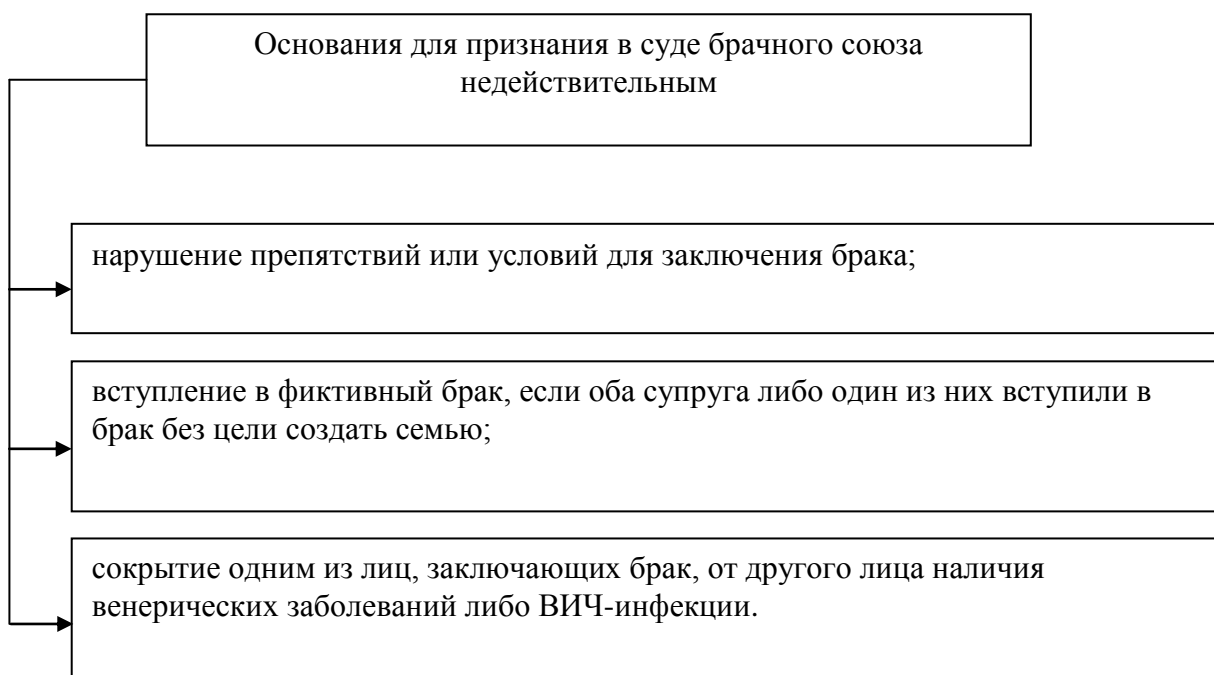 Основания для признания в суде брачного союза
недействительным
нарушение препятствий или условий для заключения брака;
вступление в фиктивный брак, если оба супруга либо один из них вступили в
брак без цели создать семью;
сокрытие одним из лиц, заключающих брак, от другого лица наличия
венерических заболеваний либо ВИЧ-инфекции.